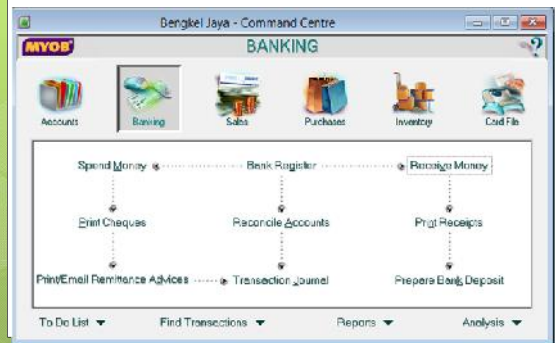 Bengkel Jaya - Command Centre
MYOB BANKING
Accounts Banking Sales Purchases Inventory Card File
Spend Money Bank Register Receive Money
Print Cheques Reconcile Accounts Print Receipts
Print/Email Remittance Advices Transaction Journal Prepare Bank Deposit
To Do List Find Transactions Reports Analysis